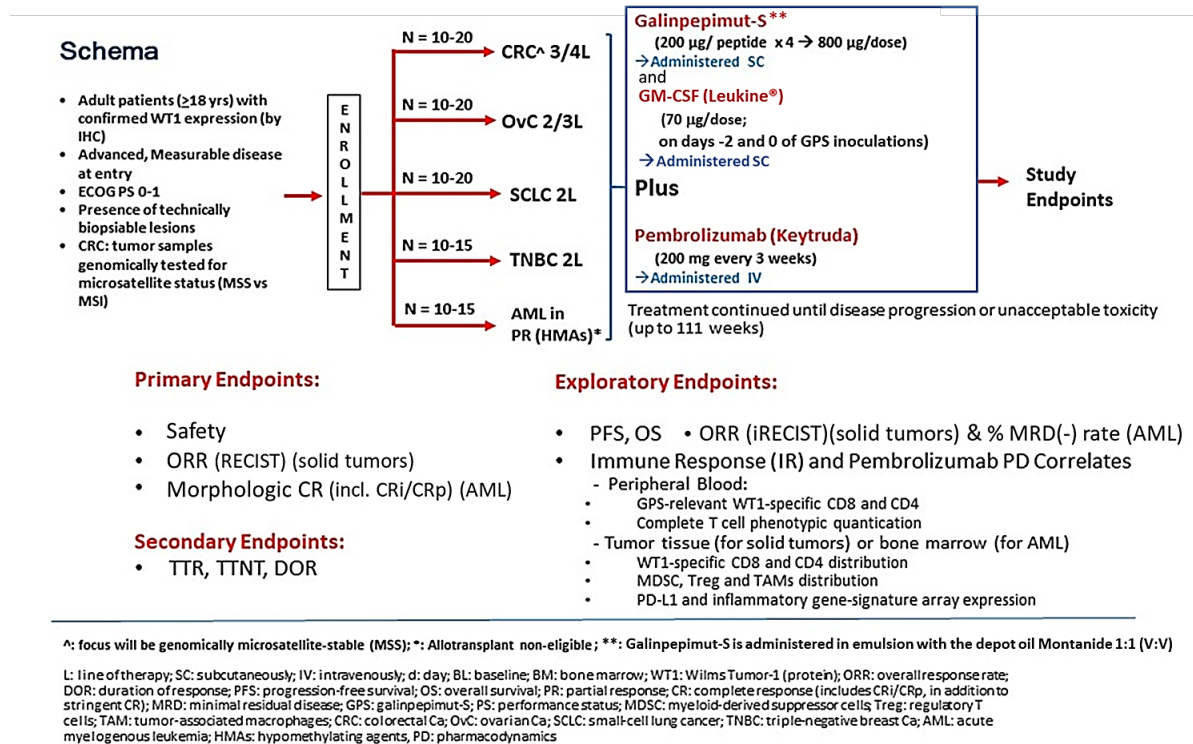 Schema
• Adult patients (≥18 yrs) with
confirmed WT1 expression (by
IHC)
• Advanced, Measurable disease
at entry
• ECOG PS 0-1
• Presence of technically
biopsiable lesions
• CRC: tumor samples
genomically tested for
microsatellite status (MSS vs
MSI)
ENROLLMENT
N = 10-20
CRC^ 3/4L
N = 10-20
OvC 2/3L
N = 10-20
SCLC 2L
N = 10-15
TNBC 2L
N = 10-15
AML in
PR (HMAs)*
Galinpepimut-S**
(200 µg/ peptide x 4 → 800 µg/dose)
→Administered SC
and
GM-CSF (Leukine®)
(70 µg/dose;
on days -2 and 0 of GPS inoculations)
→Administered SC
Plus
Pembrolizumab (Keytruda)
(200 mg every 3 weeks)
→Administered IV
Study
Endpoints
Treatment continued until disease progression or unacceptable toxicity
(up to 111 weeks)
Primary Endpoints:
• Safety
• ORR (RECIST) (solid tumors)
• Morphologic CR (incl. CRi/CRp) (AML)
Secondary Endpoints:
• TTR, TTNT, DOR
Exploratory Endpoints:
• PFS, OS • ORR (iRECIST)(solid tumors) & % MRD(-) rate (AML)
• Immune Response (IR) and Pembrolizumab PD Correlates
- Peripheral Blood:
• GPS-relevant WT1-specific CD8 and CD4
• Complete T cell phenotypic quantication
- Tumor tissue (for solid tumors) or bone marrow (for AML)
• WT1-specific CD8 and CD4 distribution
• MDSC, Treg and TAMs distribution
• PD-L1 and inflammatory gene-signature array expression
^: focus will be genomically microsatellite-stable (MSS); *: Allotransplant non-eligible; **: Galinpepimut-S is administered in emulsion with the depot oil Montanide 1:1 (V:V)
L: line of therapy; SC: subcutaneously; IV: intravenously; d: day; BL: baseline; BM: bone marrow; WT1: Wilms Tumor-1 (protein); ORR: overall response rate;
DOR: duration of response; PFS: progression-free survival; OS: overall survival; PR: partial response; CR: complete response (includes CRi/CRp, in addition to
stringent CR); MRD: minimal residual disease; GPS: galinpepimut-S; PS: performance status; MDSC: myeloid-derived suppressor cells; Treg: regulatory T
cells; TAM: tumor-associated macrophages; CRC: colorectal Ca; OvC: ovarian Ca; SCLC: small-cell lung cancer; TNBC: triple-negative breast Ca; AML: acute
myelogenous leukemia; HMAs: hypomethylating agents, PD: pharmacodynamics